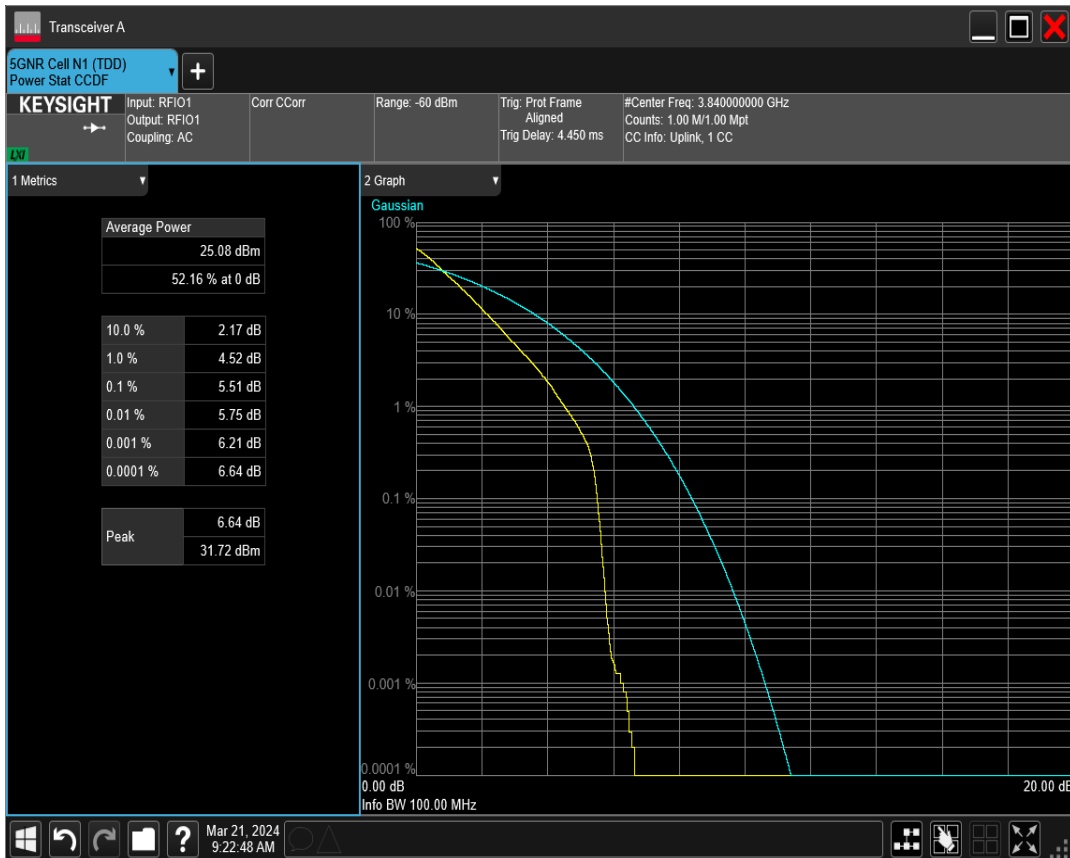 Transceiver A
5GNR Cell N1 (TDD)
Power Stat CCDF
+
KEYSIGHT
LXI
Input: RFIO1
Output: RFIO1
Coupling: AC
Corr CCorr
Range: -60 dBm
Trig: Prot Frame
Aligned
Trig Delay: 4.450 ms
#Center Freq: 3.840000000 GHz
Counts: 1.00 M/1.00 Mpt
CC Info: Uplink, 1 CC
1 Metrics
Average Power
25.08 dBm
52.16 % at 0 dB
10.0 % 2.17 dB
1.0 % 4.52 dB
0.1 % 5.51 dB
0.01 % 5.75 dB
0.001 % 6.21 dB
0.0001 % 6.64 dB
Peak
6.64 dB
31.72 dBm
2 Graph
Gaussian
100 %
10 %
1 %
0.1 %
0.01 %
0.001 %
0.0001 %
0.00 dB 20.00 dB
Info BW 100.00 MHz
?
Mar 21, 2024
9:22:48 AM